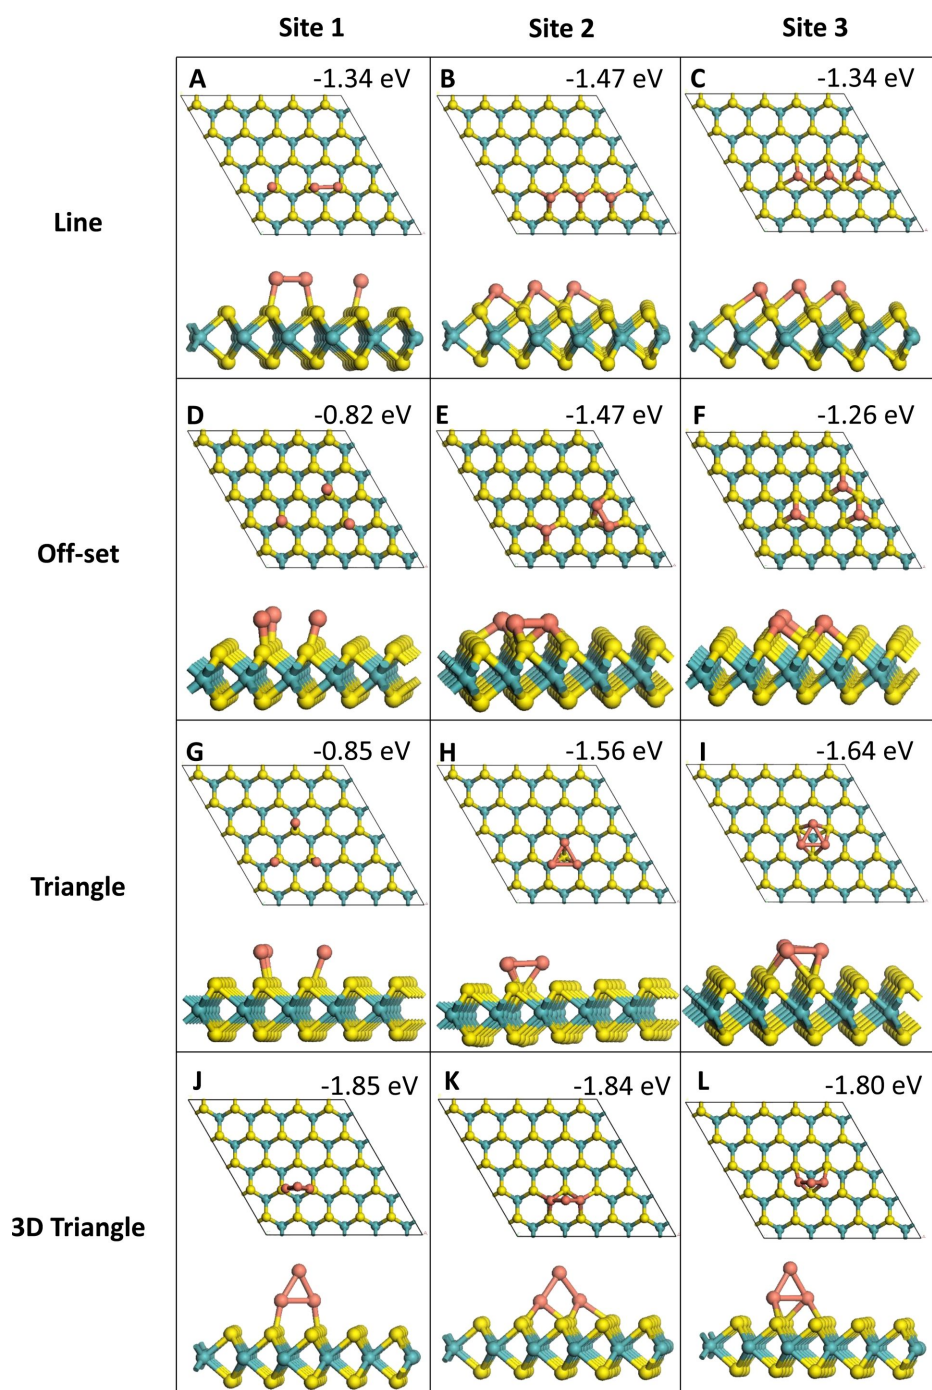 Site 1 Site 2 Site 3
A -1.34 eV B -1.47 eV C -1.34 eV
Line
D -0.82 eV E -1.47 eV F -1.26 eV
Off-set
G -0.85 eV H -1.56 eV I -1.64 eV
Triangle
J -1.85 eV K -1.84 eV L -1.80 eV
3D Triangle